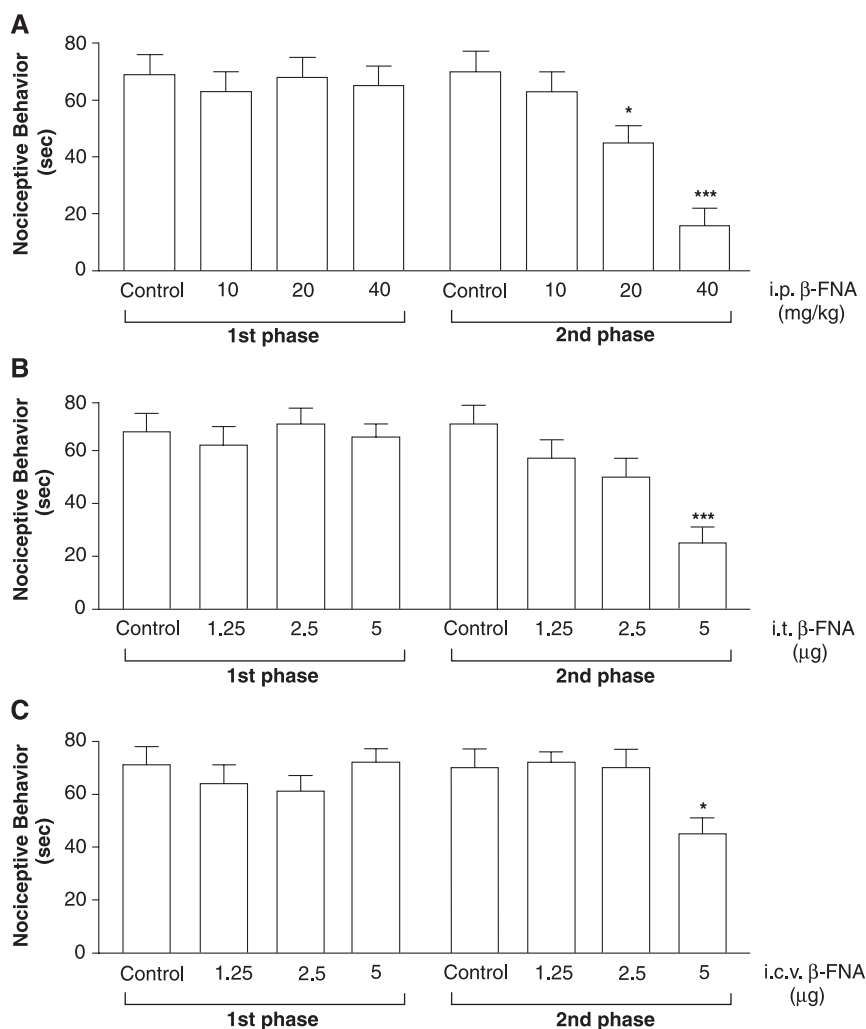 A
Nociceptive Behavior
(sec)
80
60
40
20
0
*
***
Control 10 20 40 Control 10 20 40 i.p. β-FNA
(mg/kg)
1st phase 2nd phase
B
Nociceptive Behavior
(sec)
80
60
40
20
0
***
Control 1.25 2.5 5 Control 1.25 2.5 5 i.t. β-FNA
(μg)
1st phase 2nd phase
C
Nociceptive Behavior
(sec)
80
60
40
20
0
*
Control 1.25 2.5 5 Control 1.25 2.5 5 i.c.v. β-FNA
(μg)
1st phase 2nd phase